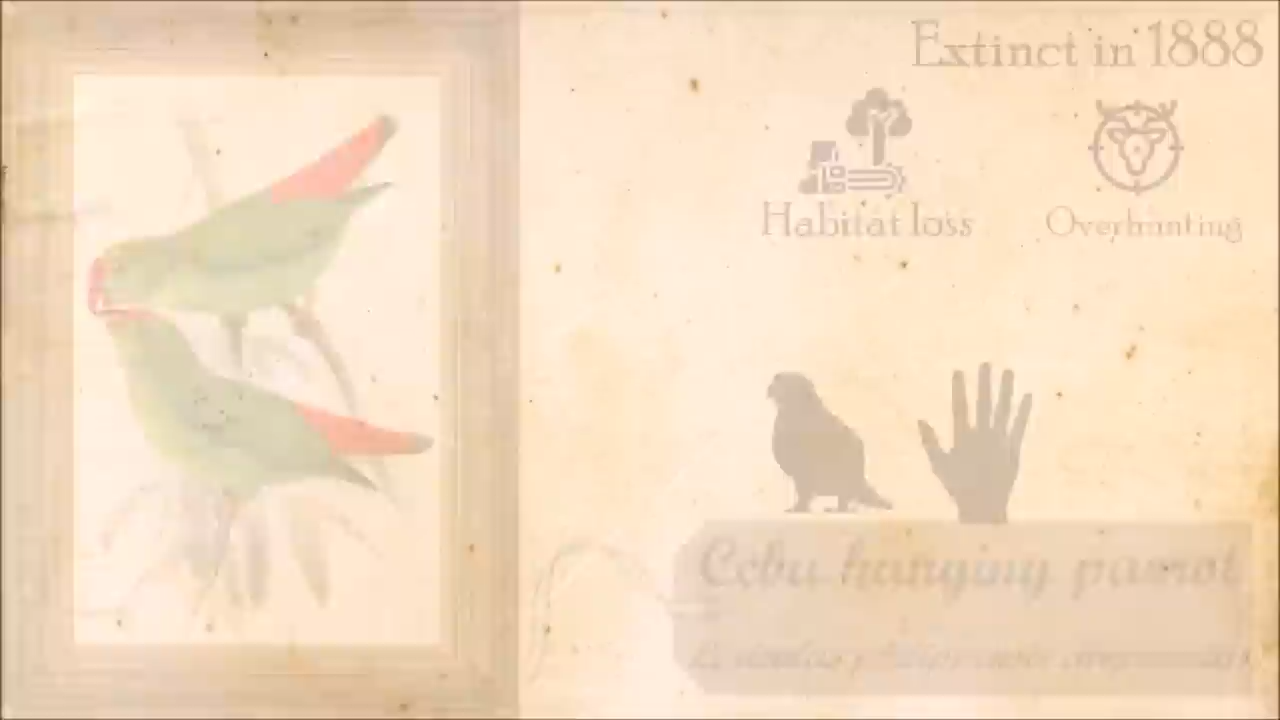 Extinct in 1888
Habitat loss
Overhunting
Cebu hanging parrot